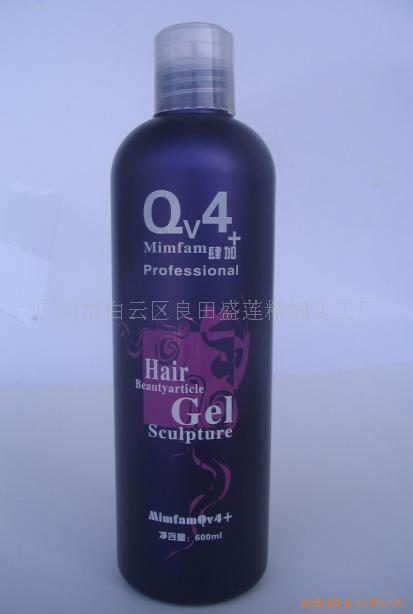 Qv4+
Mimfam肆加
Professional
广州市白云区良田盛莲精细化工厂
Hair
Beautyarticle
Gel
Sculpture
MimfamQv4+
净含量：600ml
alibaba.com.cn